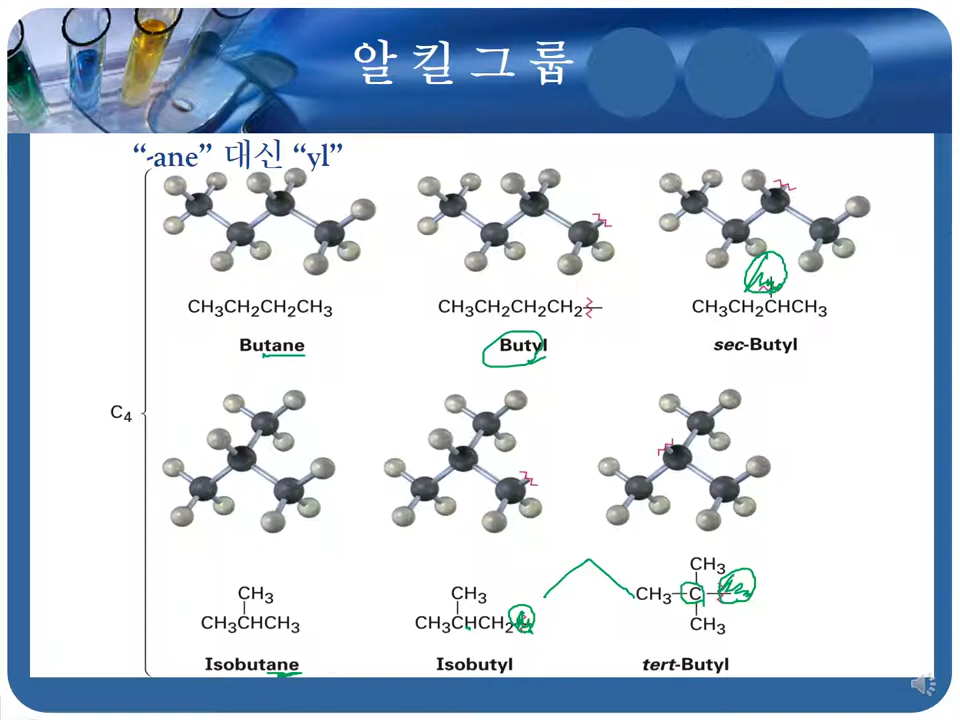 알 킬 그 룹
“-ane” 대신 “yl”
CH₃CH₂CH₂CH₃
CH₃CH₂CH₂CH₂—
CH₃CH₂CHCH₃
Butane
Butyl
sec-Butyl
C₄
CH₃
CH₃CHCH₃
Isobutane
CH₃
CH₃CHCH₂
Isobutyl
CH₃
CH₃—C—
CH₃
tert-Butyl